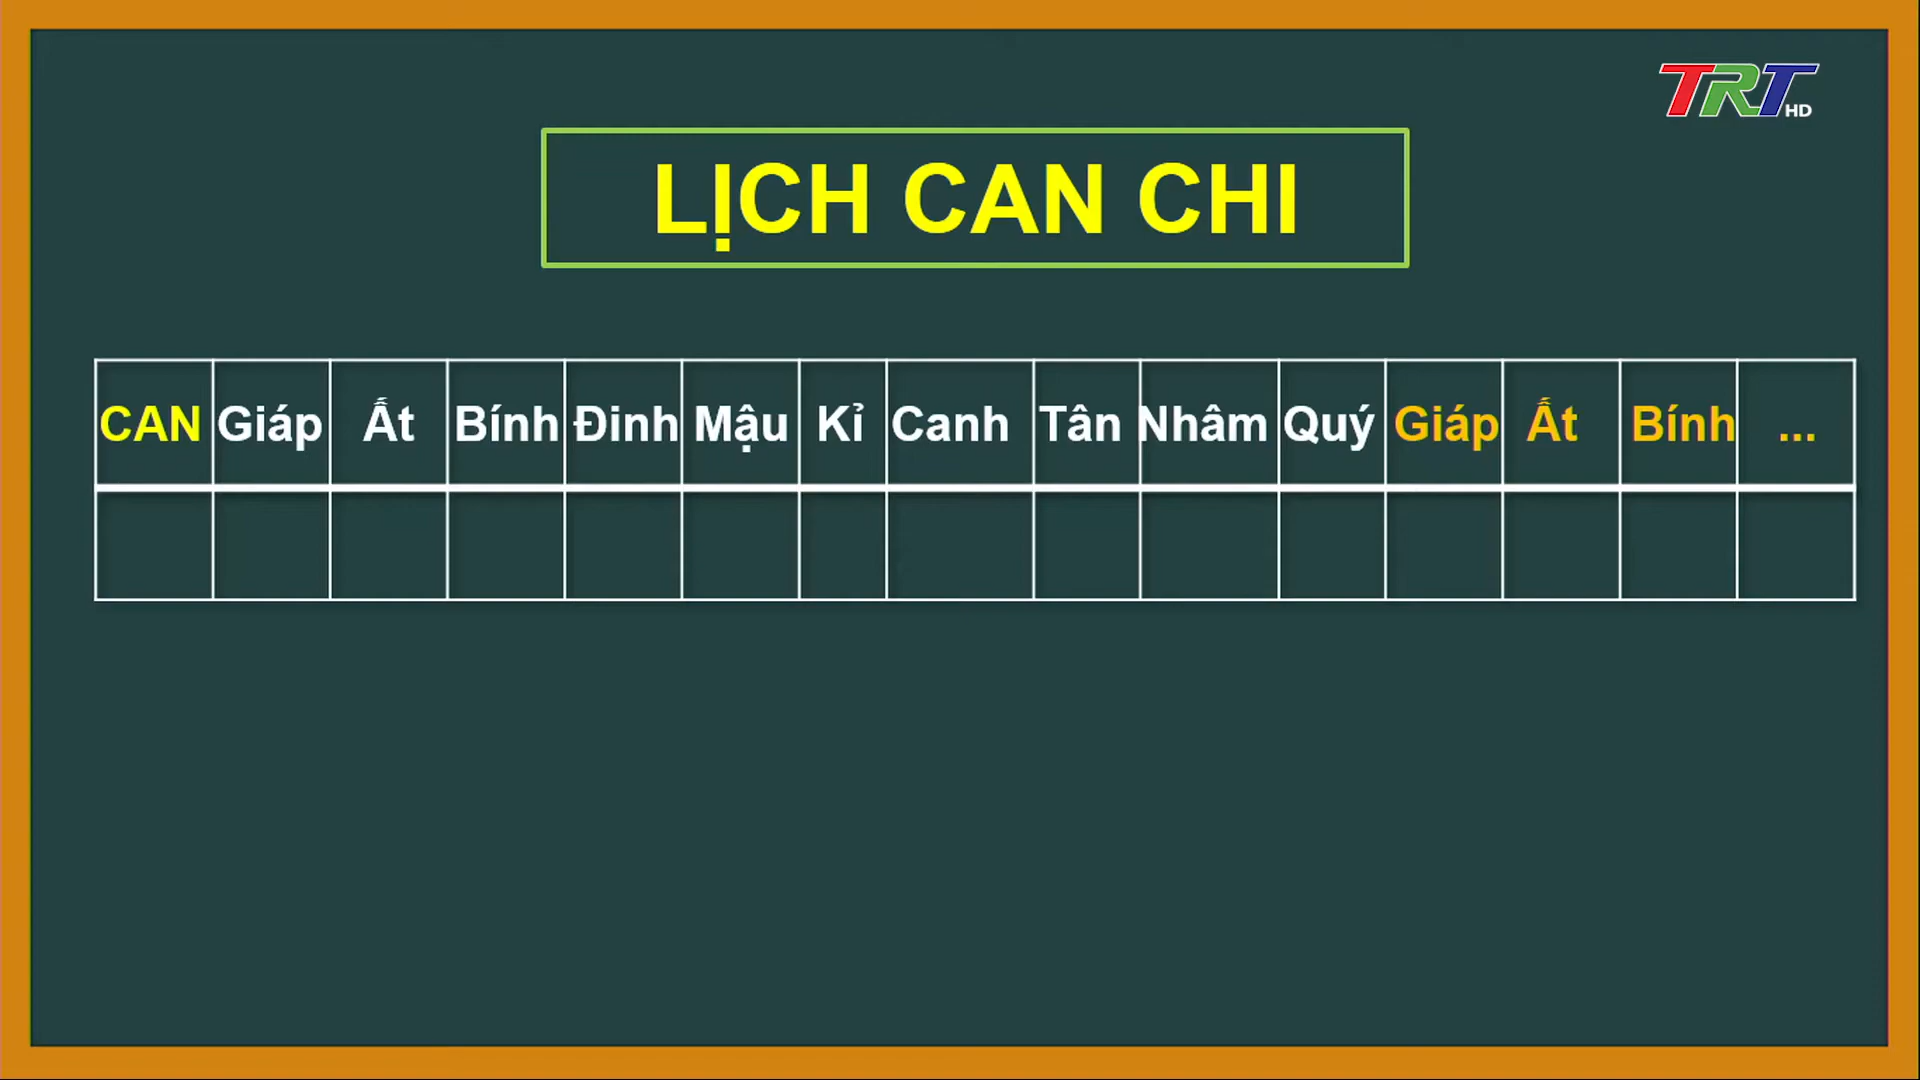 TRT HD
LỊCH CAN CHI
CAN Giáp Ất Bính Đinh Mậu Kỉ Canh Tân Nhâm Quý Giáp Ất Bính ...